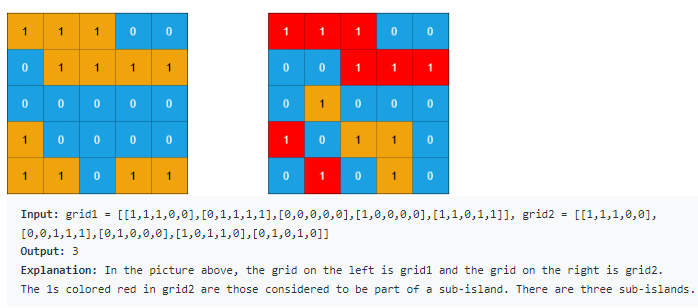 1 1 1 0 0 1 1 1 0 0
0 1 1 1 1 0 0 1 1 1
0 0 0 0 0 0 1 0 0 0
1 0 0 0 0 1 0 1 1 0
1 1 0 1 1 0 1 0 1 0
Input: grid1 = [[1,1,1,0,0],[0,1,1,1,1],[0,0,0,0,0],[1,0,0,0,0],[1,1,0,1,1]], grid2 = [[1,1,1,0,0],
[0,0,1,1,1],[0,1,0,0,0],[1,0,1,1,0],[0,1,0,1,0]]
Output: 3
Explanation: In the picture above, the grid on the left is grid1 and the grid on the right is grid2.
The 1s colored red in grid2 are those considered to be part of a sub-island. There are three sub-islands.